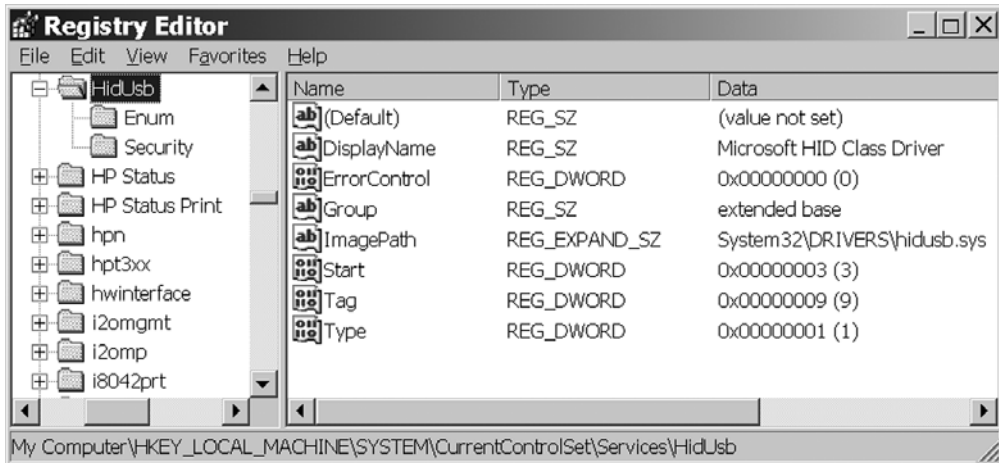 Registry Editor
File Edit View Favorites Help
HidUsb
Enum
Security
HP Status
HP Status Print
hpn
hpt3xx
hwinterface
i2omgmt
i2omp
i8042prt
Name Type Data
(Default) REG_SZ (value not set)
DisplayName REG_SZ Microsoft HID Class Driver
ErrorControl REG_DWORD 0x00000000 (0)
Group REG_SZ extended base
ImagePath REG_EXPAND_SZ System32\DRIVERS\hidusb.sys
Start REG_DWORD 0x00000003 (3)
Tag REG_DWORD 0x00000009 (9)
Type REG_DWORD 0x00000001 (1)
My Computer\HKEY_LOCAL_MACHINE\SYSTEM\CurrentControlSet\Services\HidUsb